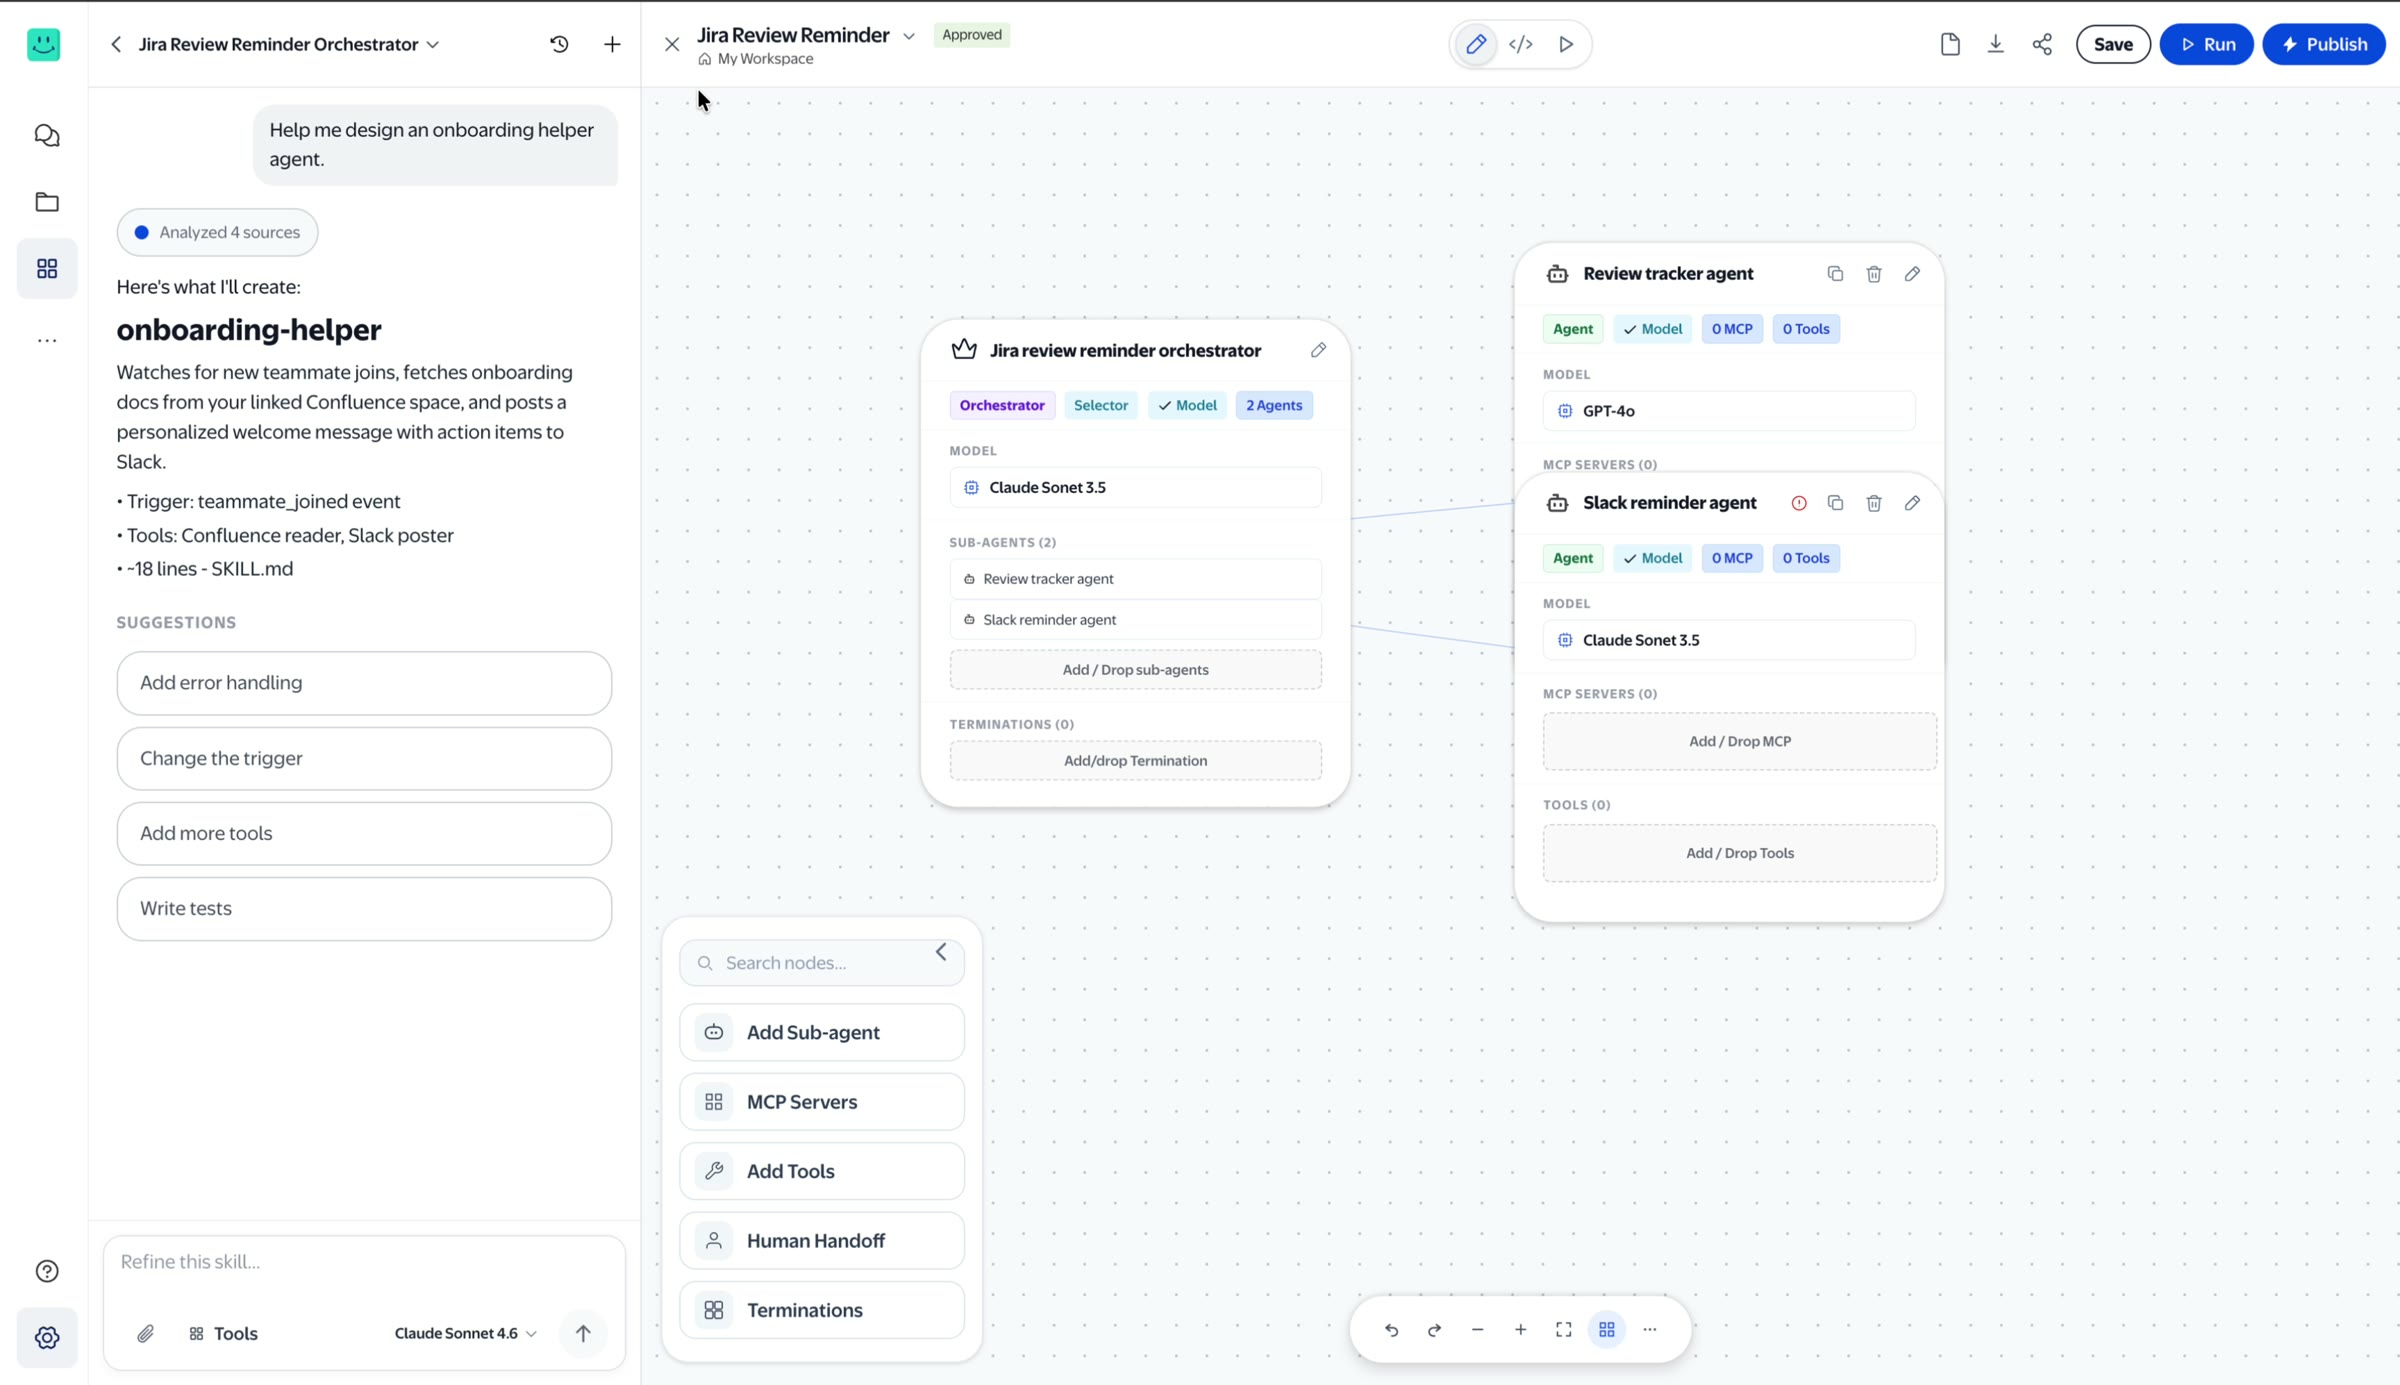 Jira Review Reminder Orchestrator
Help me design an onboarding helper
agent.
Analyzed 4 sources
Here's what I'll create:
onboarding-helper
Watches for new teammate joins, fetches onboarding
docs from your linked Confluence space, and posts a
personalized welcome message with action items to
Slack.
• Trigger: teammate_joined event
• Tools: Confluence reader, Slack poster
• ~18 lines - SKILL.md
SUGGESTIONS
Add error handling
Change the trigger
Add more tools
Write tests
Refine this skill...
Tools
Claude Sonnet 4.6
Jira Review Reminder
Approved
My Workspace
Save
Run
Publish
Jira review reminder orchestrator
Orchestrator
Selector
Model
2 Agents
MODEL
Claude Sonet 3.5
SUB-AGENTS (2)
Review tracker agent
Slack reminder agent
Add / Drop sub-agents
TERMINATIONS (0)
Add/drop Termination
Review tracker agent
Agent
Model
0 MCP
0 Tools
MODEL
GPT-4o
MCP SERVERS (0)
Slack reminder agent
Agent
Model
0 MCP
0 Tools
MODEL
Claude Sonet 3.5
MCP SERVERS (0)
Add / Drop MCP
TOOLS (0)
Add / Drop Tools
Search nodes...
Add Sub-agent
MCP Servers
Add Tools
Human Handoff
Terminations